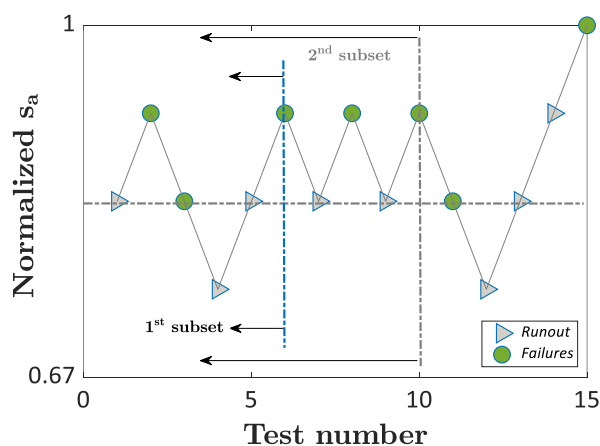 1
2nd subset
Normalized sa
1st subset
Runout
Failures
0.67
0
5
10
15
Test number